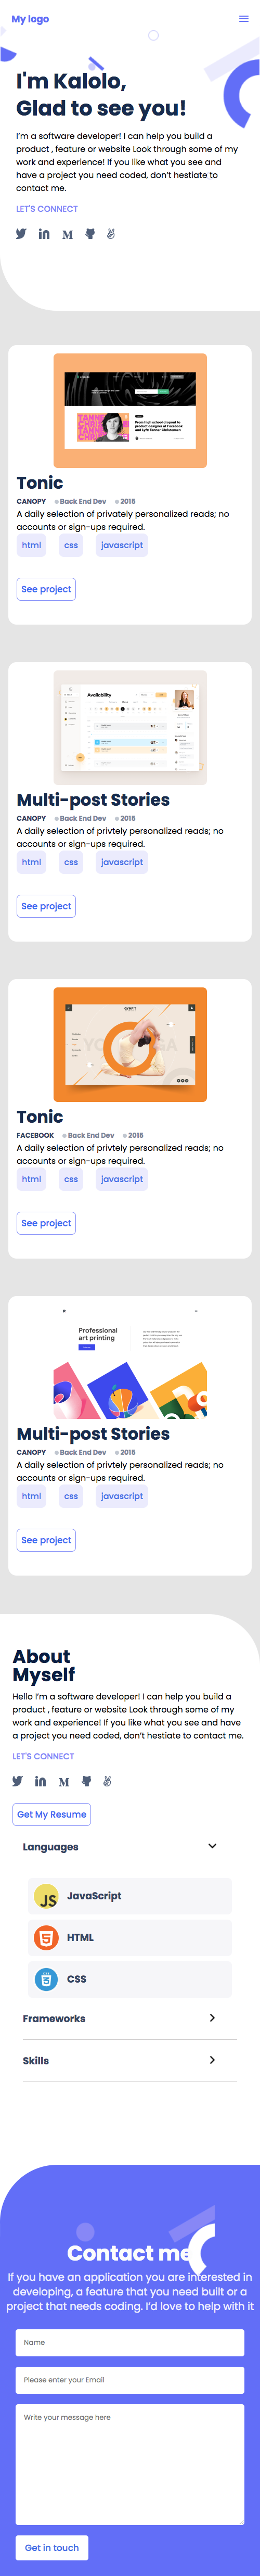 My logo
I'm Kalolo,
Glad to see you!
I'm a software developer! I can help you build a
product , feature or website Look through some of my
work and experience! If you like what you see and
have a project you need coded, don't hestiate to
contact me.
LET'S CONNECT
Tonic
CANOPY Back End Dev 2015
A daily selection of privately personalized reads; no
accounts or sign-ups required.
html css javascript
See project
Availability
Multi-post Stories
CANOPY Back End Dev 2015
A daily selection of privtely personalized reads; no
accounts or sign-ups required.
html css javascript
See project
Tonic
FACEBOOK Back End Dev 2015
A daily selection of privtely personalized reads; no
accounts or sign-ups required.
html css javascript
See project
Professional
art printing
Multi-post Stories
CANOPY Back End Dev 2015
A daily selection of privately personalized reads; no
accounts or sign-ups required.
html css javascript
See project
About
Myself
Hello I'm a software developer! I can help you build a
product , feature or website Look through some of my
work and experience! If you like what you see and have
a project you need coded, don't hestiate to contact me.
LET'S CONNECT
Get My Resume
Languages
JS JavaScript
HTML
CSS
Frameworks
Skills
Contact me
If you have an application you are interested in
developing, a feature that you need built or a
project that needs coding. I'd love to help with it
Name
Please enter your Email
Write your message here
Get in touch